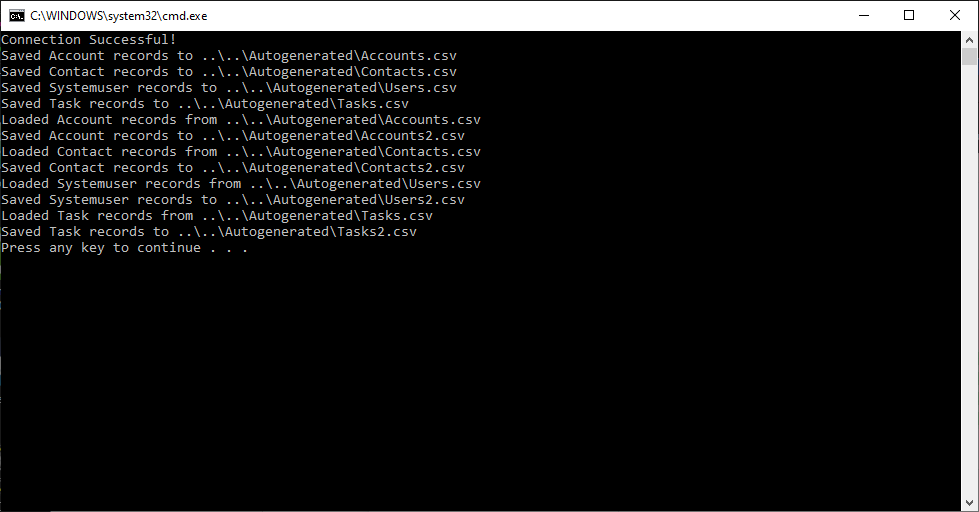 C:\WINDOWS\system32\cmd.exe
Connection Successful!
Saved Account records to ..\..\Autogenerated\Accounts.csv
Saved Contact records to ..\..\Autogenerated\Contacts.csv
Saved Systemuser records to ..\..\Autogenerated\Users.csv
Saved Task records to ..\..\Autogenerated\Tasks.csv
Loaded Account records from ..\..\Autogenerated\Accounts.csv
Saved Account records to ..\..\Autogenerated\Accounts2.csv
Loaded Contact records from ..\..\Autogenerated\Contacts.csv
Saved Contact records to ..\..\Autogenerated\Contacts2.csv
Loaded Systemuser records from ..\..\Autogenerated\Users.csv
Saved Systemuser records to ..\..\Autogenerated\Users2.csv
Loaded Task records from ..\..\Autogenerated\Tasks.csv
Saved Task records to ..\..\Autogenerated\Tasks2.csv
Press any key to continue . . .